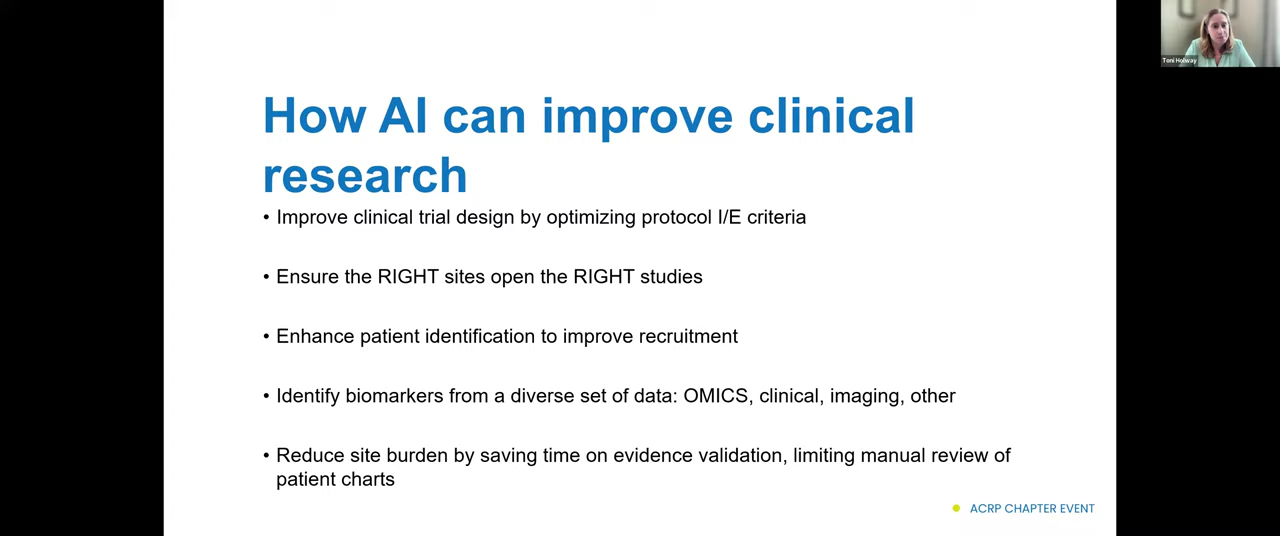 Toni Holway
How AI can improve clinical
research
• Improve clinical trial design by optimizing protocol I/E criteria
• Ensure the RIGHT sites open the RIGHT studies
• Enhance patient identification to improve recruitment
• Identify biomarkers from a diverse set of data: OMICS, clinical, imaging, other
• Reduce site burden by saving time on evidence validation, limiting manual review of
patient charts
ACRP CHAPTER EVENT